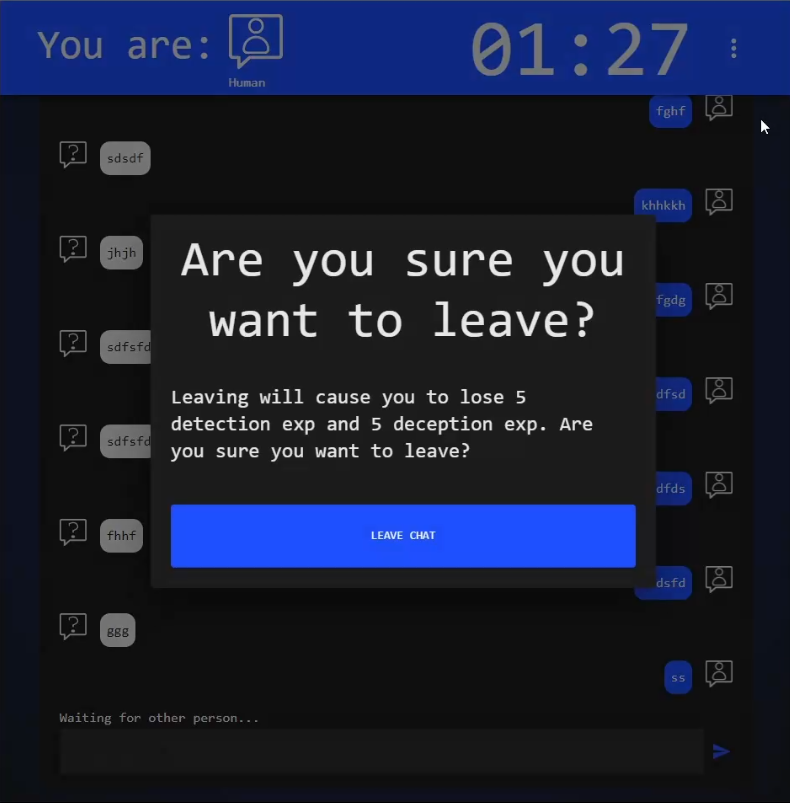 You are:
Human
01:27
fghf
sdsdf
khhkkh
jhjh
fgdg
sdfsfd
dfsd
sdfsfd
dfds
fhhf
dsfd
ggg
ss
Are you sure you
want to leave?
Leaving will cause you to lose 5
detection exp and 5 deception exp. Are
you sure you want to leave?
LEAVE CHAT
Waiting for other person...